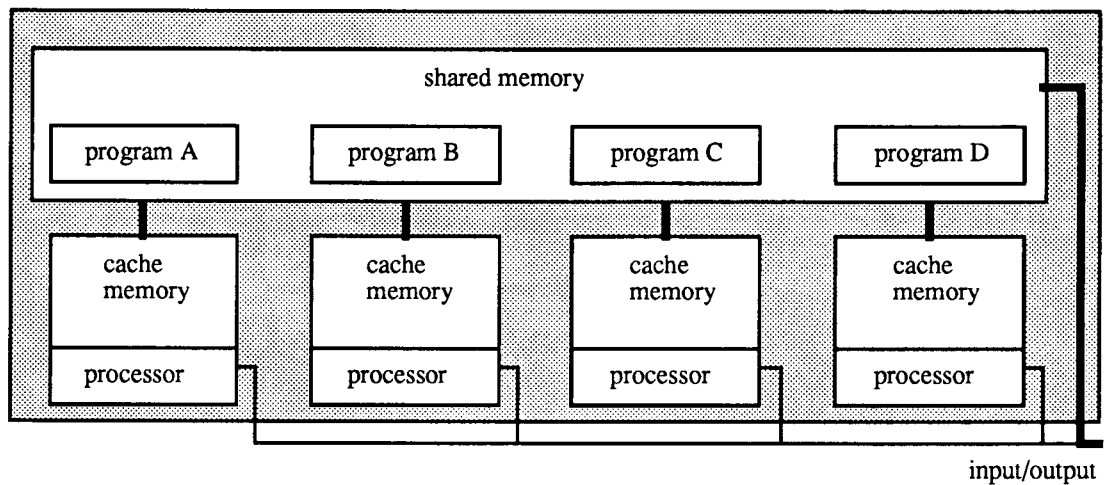 shared memory
program A
program B
program C
program D
cache
memory
cache
memory
cache
memory
cache
memory
processor
processor
processor
processor
input/output